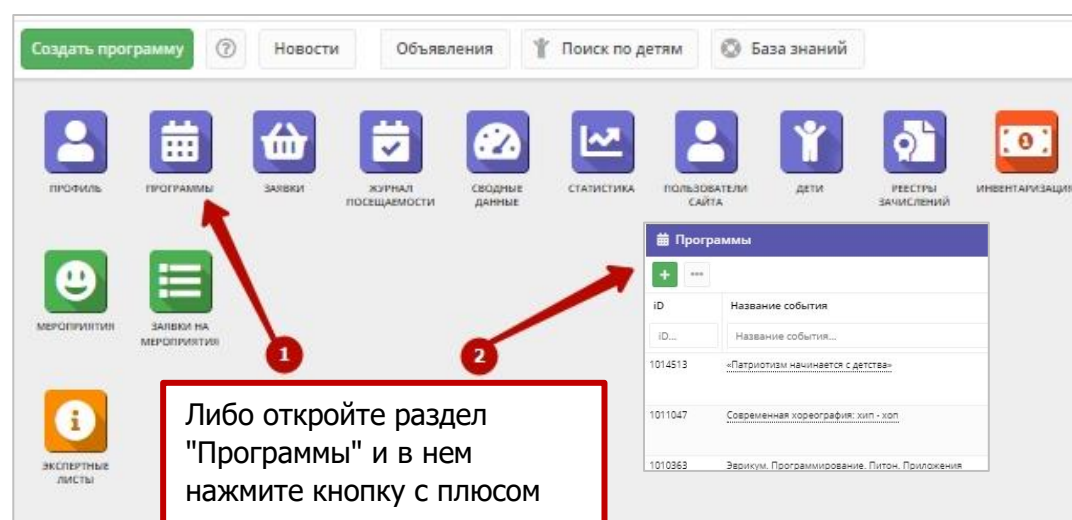 Создать программу
?
Новости
Объявления
Поиск по детям
База знаний
ПРОФИЛЬ
ПРОГРАММЫ
ЗАЯВКИ
ЖУРНАЛ
ПОСЕЩАЕМОСТИ
СВОДНЫЕ
ДАННЫЕ
СТАТИСТИКА
ПОЛЬЗОВАТЕЛИ
САЙТА
ДЕТИ
РЕЕСТРЫ
ЗАЧИСЛЕНИЙ
ИНВЕНТАРИЗАЦИЯ
МЕРОПРИЯТИЯ
ЗАЯВКИ НА
МЕРОПРИЯТИЯ
ЭКСПЕРТНЫЕ
ЛИСТЫ
Программы
iD
Название события
iD...
Название события...
1014513
«Патриотизм начинается с детства»
1011047
Современная хореография: хип - хоп
1010363
Эврикум. Программирование. Питон. Приложения
1
2
Либо откройте раздел
"Программы" и в нем
нажмите кнопку с плюсом